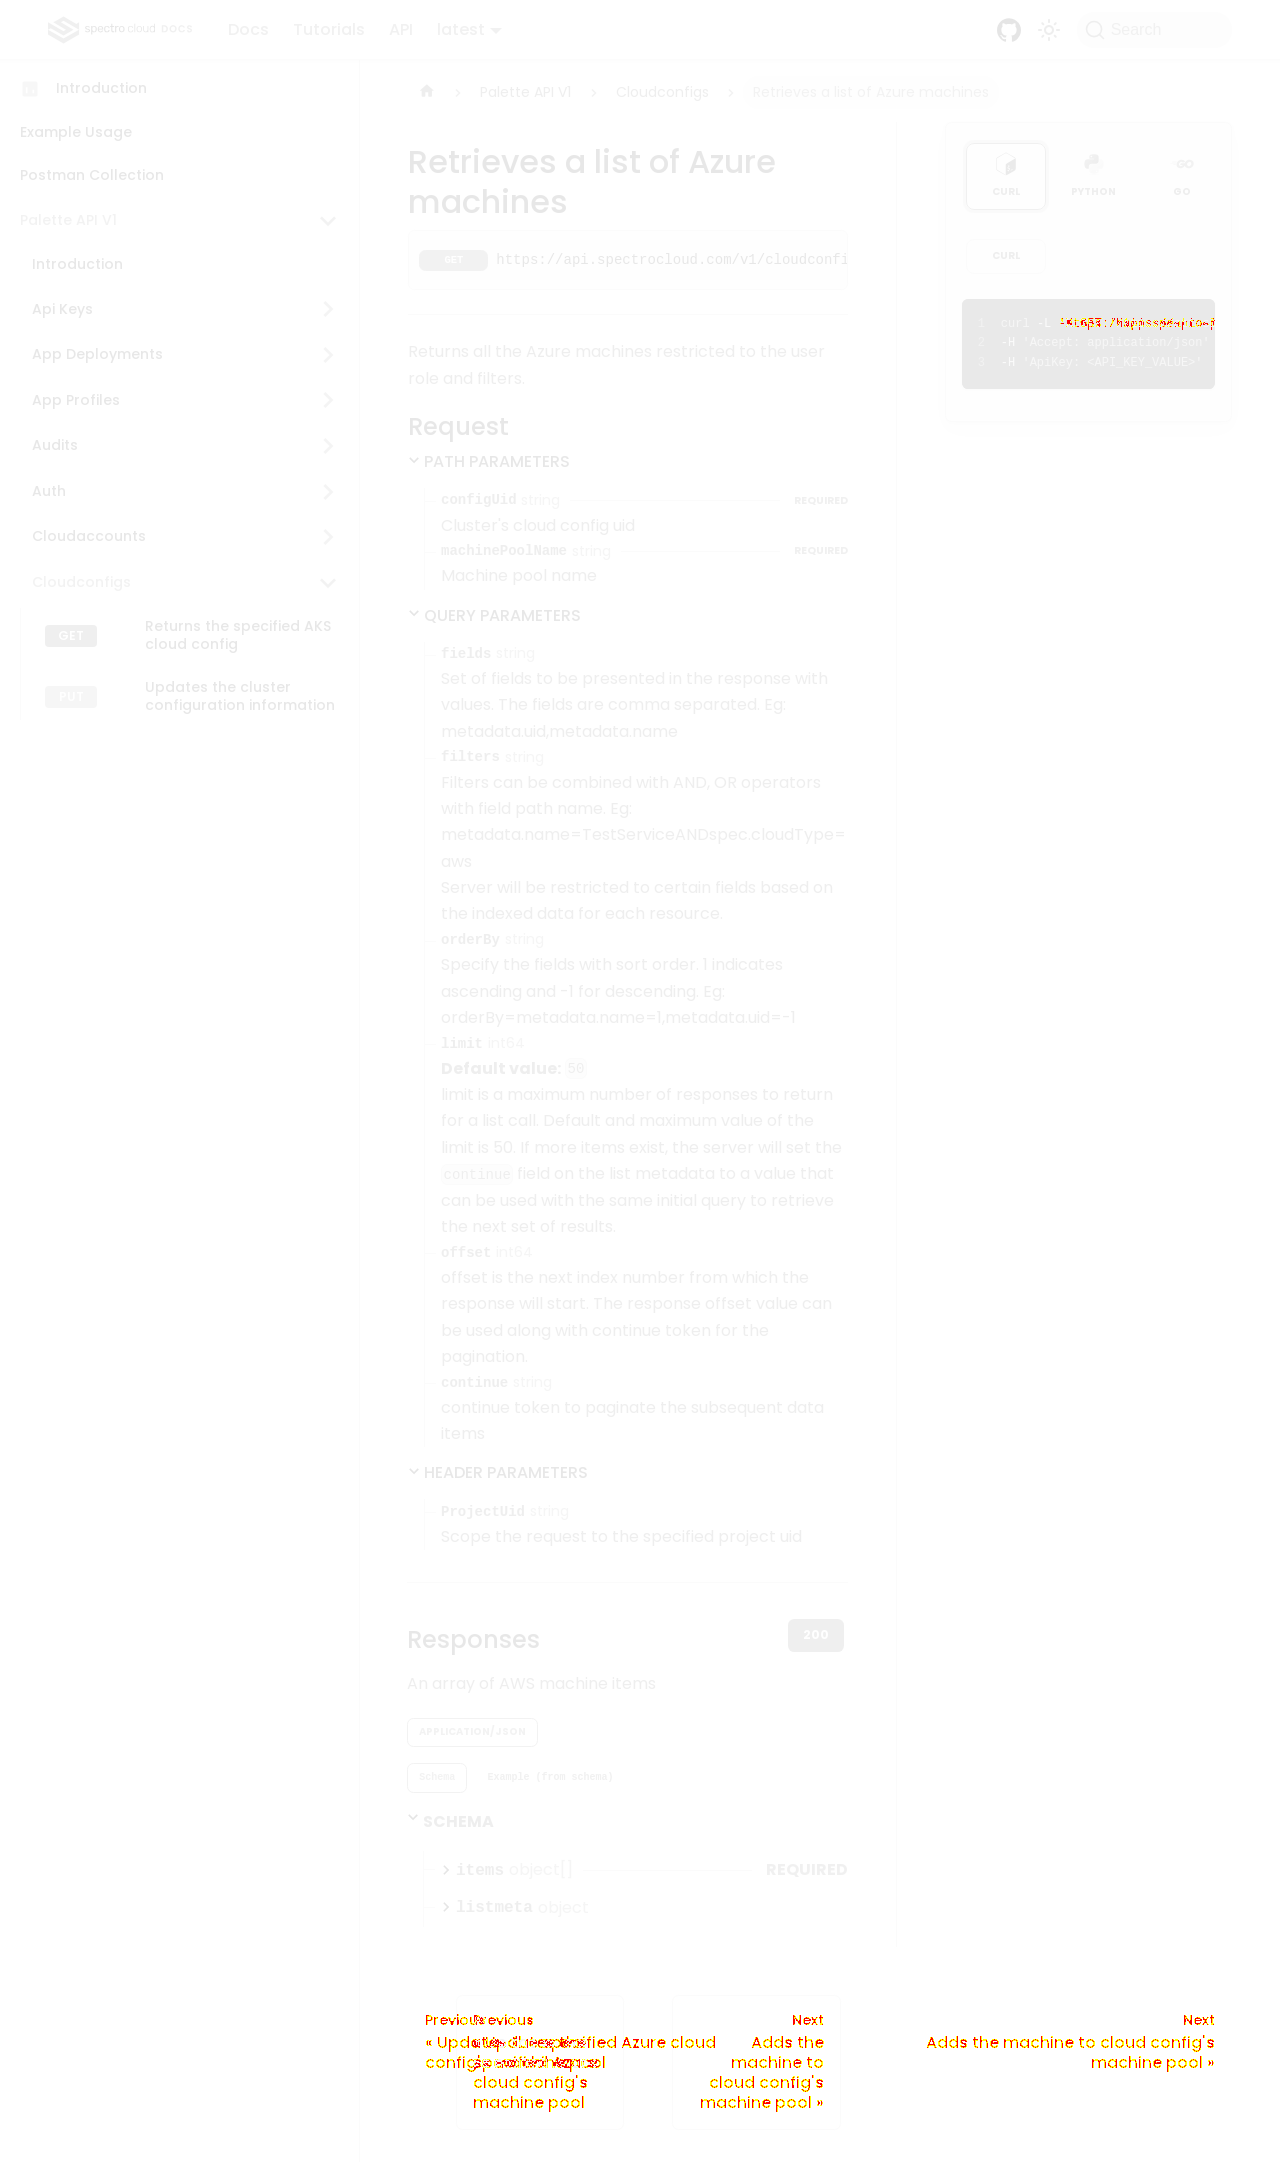 spectro cloud DOCS
Docs
Tutorials
API
latest
Search
Introduction
Example Usage
Postman Collection
Palette API V1
Introduction
Api Keys
App Deployments
App Profiles
Audits
Auth
Cloudaccounts
Cloudconfigs
GET Returns the specified AKS
cloud config
PUT Updates the cluster
configuration information
Palette API V1 › Cloudconfigs › Retrieves a list of Azure machines
Retrieves a list of Azure
machines
GET https://api.spectrocloud.com/v1/cloudconfi
Returns all the Azure machines restricted to the user
role and filters.
Request
PATH PARAMETERS
configUid string REQUIRED
Cluster's cloud config uid
machinePoolName string REQUIRED
Machine pool name
QUERY PARAMETERS
fields string
Set of fields to be presented in the response with
values. The fields are comma separated. Eg:
metadata.uid,metadata.name
filters string
Filters can be combined with AND, OR operators
with field path name. Eg:
metadata.name=TestServiceANDspec.cloudType=
aws
Server will be restricted to certain fields based on
the indexed data for each resource.
orderBy string
Specify the fields with sort order. 1 indicates
ascending and -1 for descending. Eg:
orderBy=metadata.name=1,metadata.uid=-1
limit int64
Default value: 50
limit is a maximum number of responses to return
for a list call. Default and maximum value of the
limit is 50. If more items exist, the server will set the
continue field on the list metadata to a value that
can be used with the same initial query to retrieve
the next set of results.
offset int64
offset is the next index number from which the
response will start. The response offset value can
be used along with continue token for the
pagination.
continue string
continue token to paginate the subsequent data
items
HEADER PARAMETERS
ProjectUid string
Scope the request to the specified project uid
Responses
200
An array of AWS machine items
APPLICATION/JSON
Schema
Example (from schema)
SCHEMA
items object[] REQUIRED
listmeta object
CURL
PYTHON
GO
CURL
1 curl -L
2 -H 'Accept: application/json'
3 -H 'ApiKey: <API_KEY_VALUE>'
Previous
Previous
Next
Next
« Updat
Azure cloud
cloud config's
machine pool
Adds the
machine to
cloud config's
machine pool »
Adds the machine to cloud config's
machine pool »